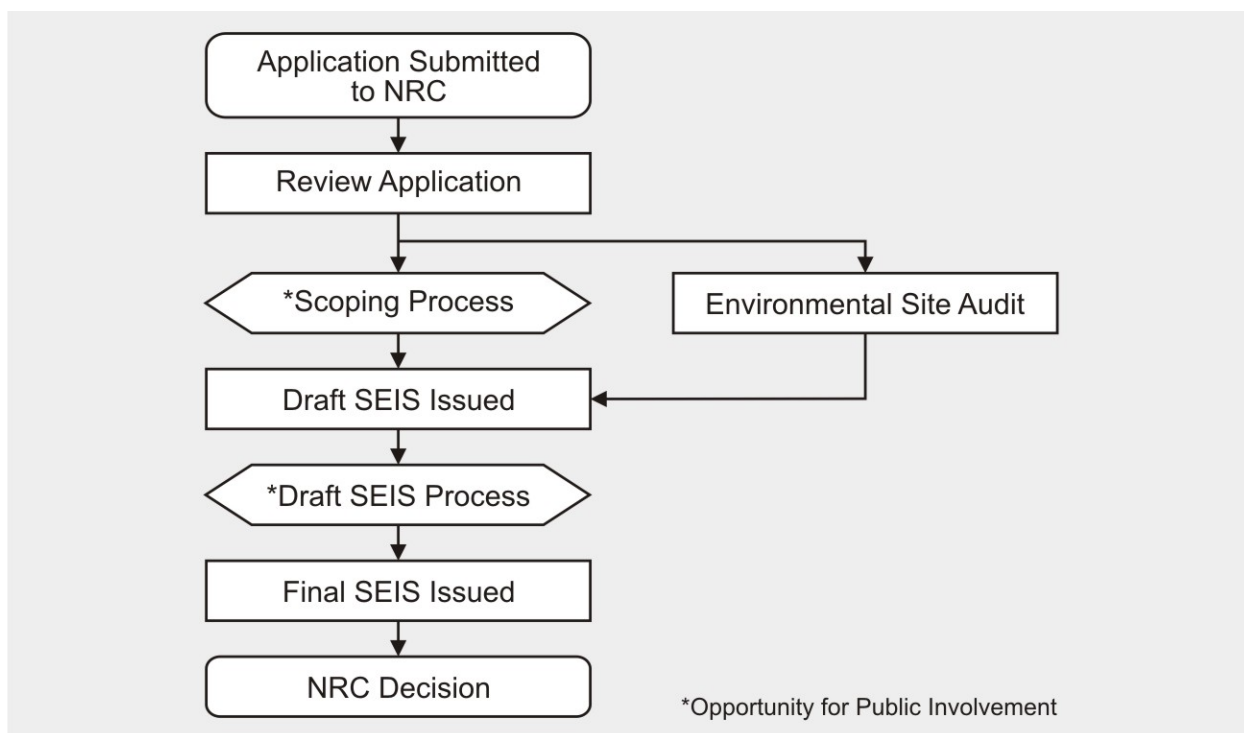 Application Submitted
to NRC
Review Application
*Scoping Process
Environmental Site Audit
Draft SEIS Issued
*Draft SEIS Process
Final SEIS Issued
NRC Decision
*Opportunity for Public Involvement